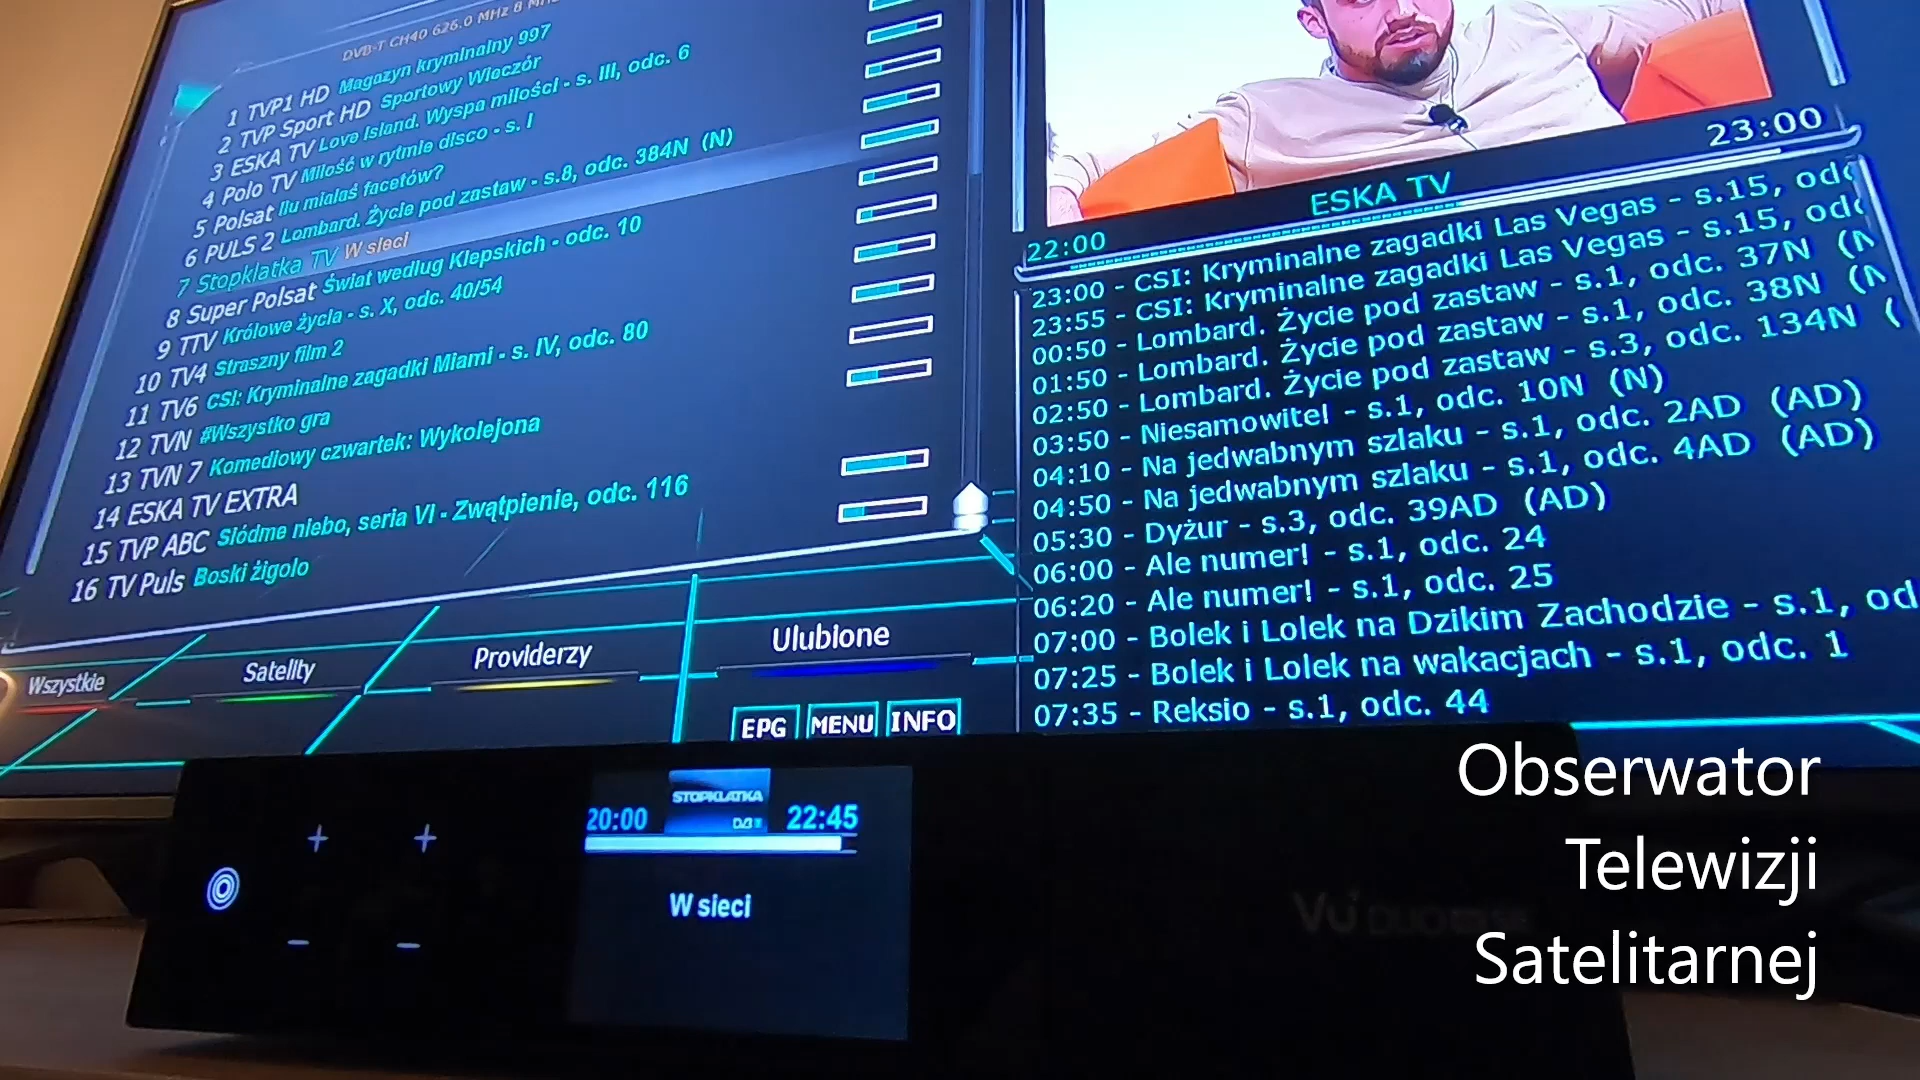 DVB-T CH40 626.0 MHz 8 MHz
1 TVP1 HD Magazyn kryminalny 997
2 TVP Sport HD Sportowy Wieczór
3 ESKA TV Love Island. Wyspa miłości - s. III, odc. 6
4 Polo TV Miłość w rytmie disco - s. I
5 Polsat Ilu miałaś facetów?
6 PULS 2 Lombard. Życie pod zastaw - s.8, odc. 384N (N)
7 Stopklatka TV W sieci
8 Super Polsat Świat według Kiepskich - odc. 10
9 TTV Królowe życia - s. X, odc. 40/54
10 TV4 Straszny film 2
11 TV6 CSI: Kryminalne zagadki Miami - s. IV, odc. 80
12 TVN #Wszystko gra
13 TVN 7 Komediowy czwartek: Wykolejona
14 ESKA TV EXTRA
15 TVP ABC Siódme niebo, seria VI - Zwątpienie, odc. 116
16 TV Puls Boski żigolo
Wszystkie
Satelity
Providerzy
Ulubione
EPG MENU INFO
ESKA TV
22:00
23:00
23:00 - CSI: Kryminalne zagadki Las Vegas - s.15, odc
23:55 - CSI: Kryminalne zagadki Las Vegas - s.15, odc
00:50 - Lombard. Życie pod zastaw - s.1, odc. 37N (N
01:50 - Lombard. Życie pod zastaw - s.1, odc. 38N (N
02:50 - Lombard. Życie pod zastaw - s.3, odc. 134N (
03:50 - Niesamowite! - s.1, odc. 10N (N)
04:10 - Na jedwabnym szlaku - s.1, odc. 2AD (AD)
04:50 - Na jedwabnym szlaku - s.1, odc. 4AD (AD)
05:30 - Dyżur - s.3, odc. 39AD (AD)
06:00 - Ale numer! - s.1, odc. 24
06:20 - Ale numer! - s.1, odc. 25
07:00 - Bolek i Lolek na Dzikim Zachodzie - s.1, od
07:25 - Bolek i Lolek na wakacjach - s.1, odc. 1
07:35 - Reksio - s.1, odc. 44
STOPKLATKA
DVB T
20:00
22:45
W sieci
Vu+ DUO
Obserwator
Telewizji
Satelitarnej